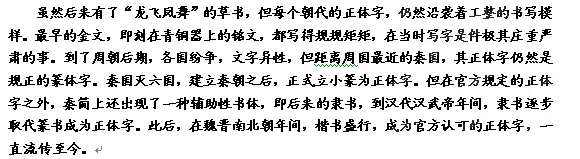 虽然后来有了“龙飞凤舞”的草书，但每个朝代的正体字，仍然沿袭着工整的书写模
样。最早的金文，即刻在青铜器上的铭文，都写得规规矩矩，在当时写字是件极其庄重严
肃的事。到了周朝后期，各国纷争，文字异性，但距离周国最近的秦国，其正体字仍然是
规正的篆体字。秦国灭六国，建立秦朝之后，正式立小篆为正体字。但在官方规定的正体
字之外，秦简上还出现了一种辅助性书体，即后来的隶书，到汉代汉武帝年间，隶书逐步
取代篆书成为正体字。此后，在魏晋南北朝年间，楷书盛行，成为官方认可的正体字，一
直流传至今。